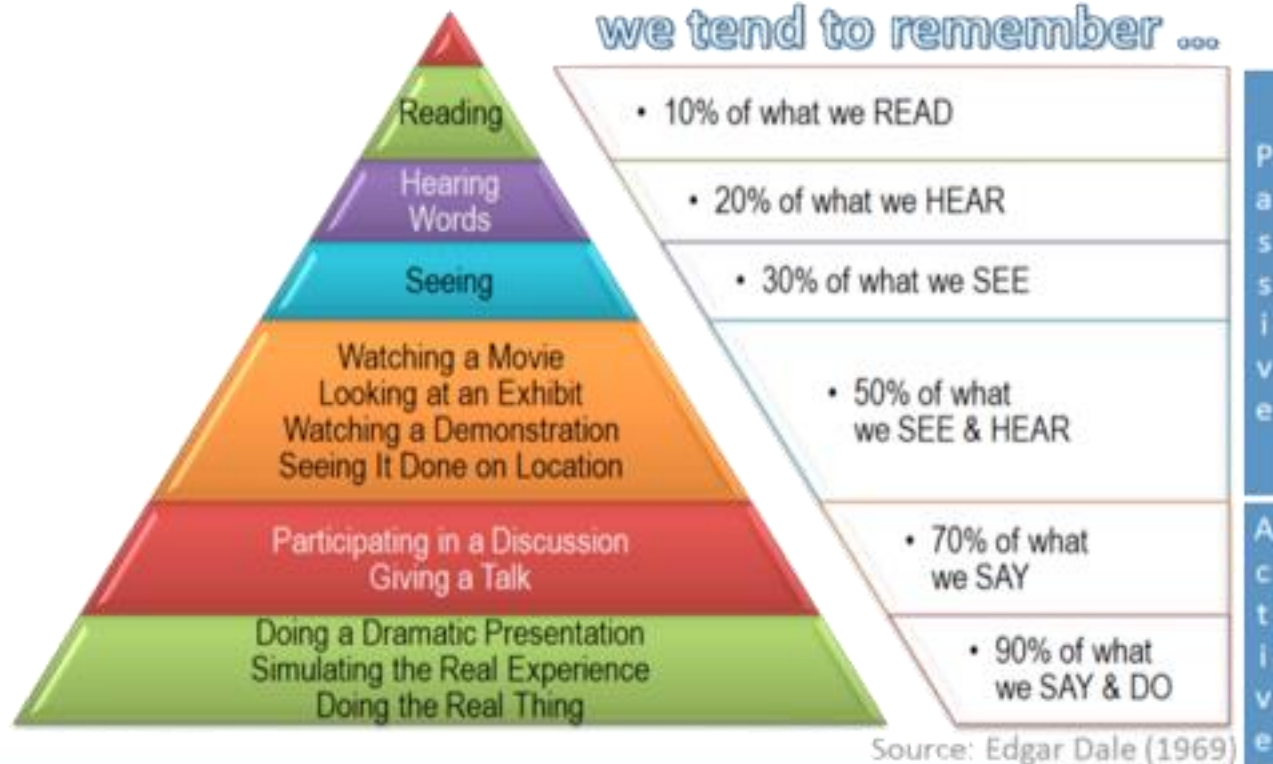 we tend to remember ...
Reading
• 10% of what we READ
Hearing
Words
• 20% of what we HEAR
Seeing
• 30% of what we SEE
Watching a Movie
Looking at an Exhibit
Watching a Demonstration
Seeing It Done on Location
• 50% of what
we SEE & HEAR
Passive
Participating in a Discussion
Giving a Talk
• 70% of what
we SAY
Doing a Dramatic Presentation
Simulating the Real Experience
Doing the Real Thing
• 90% of what
we SAY & DO
Active
Source: Edgar Dale (1969)